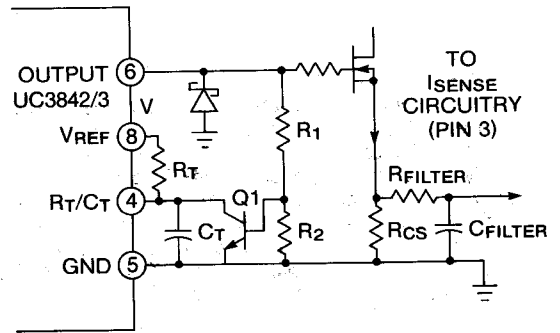 OUTPUT 6
UC3842/3
V
VREF 8
RT
RT/CT 4
CT
Q1
R1
R2
GND 5
TO
ISENSE
CIRCUITRY
(PIN 3)
RFILTER
RCS
CFILTER